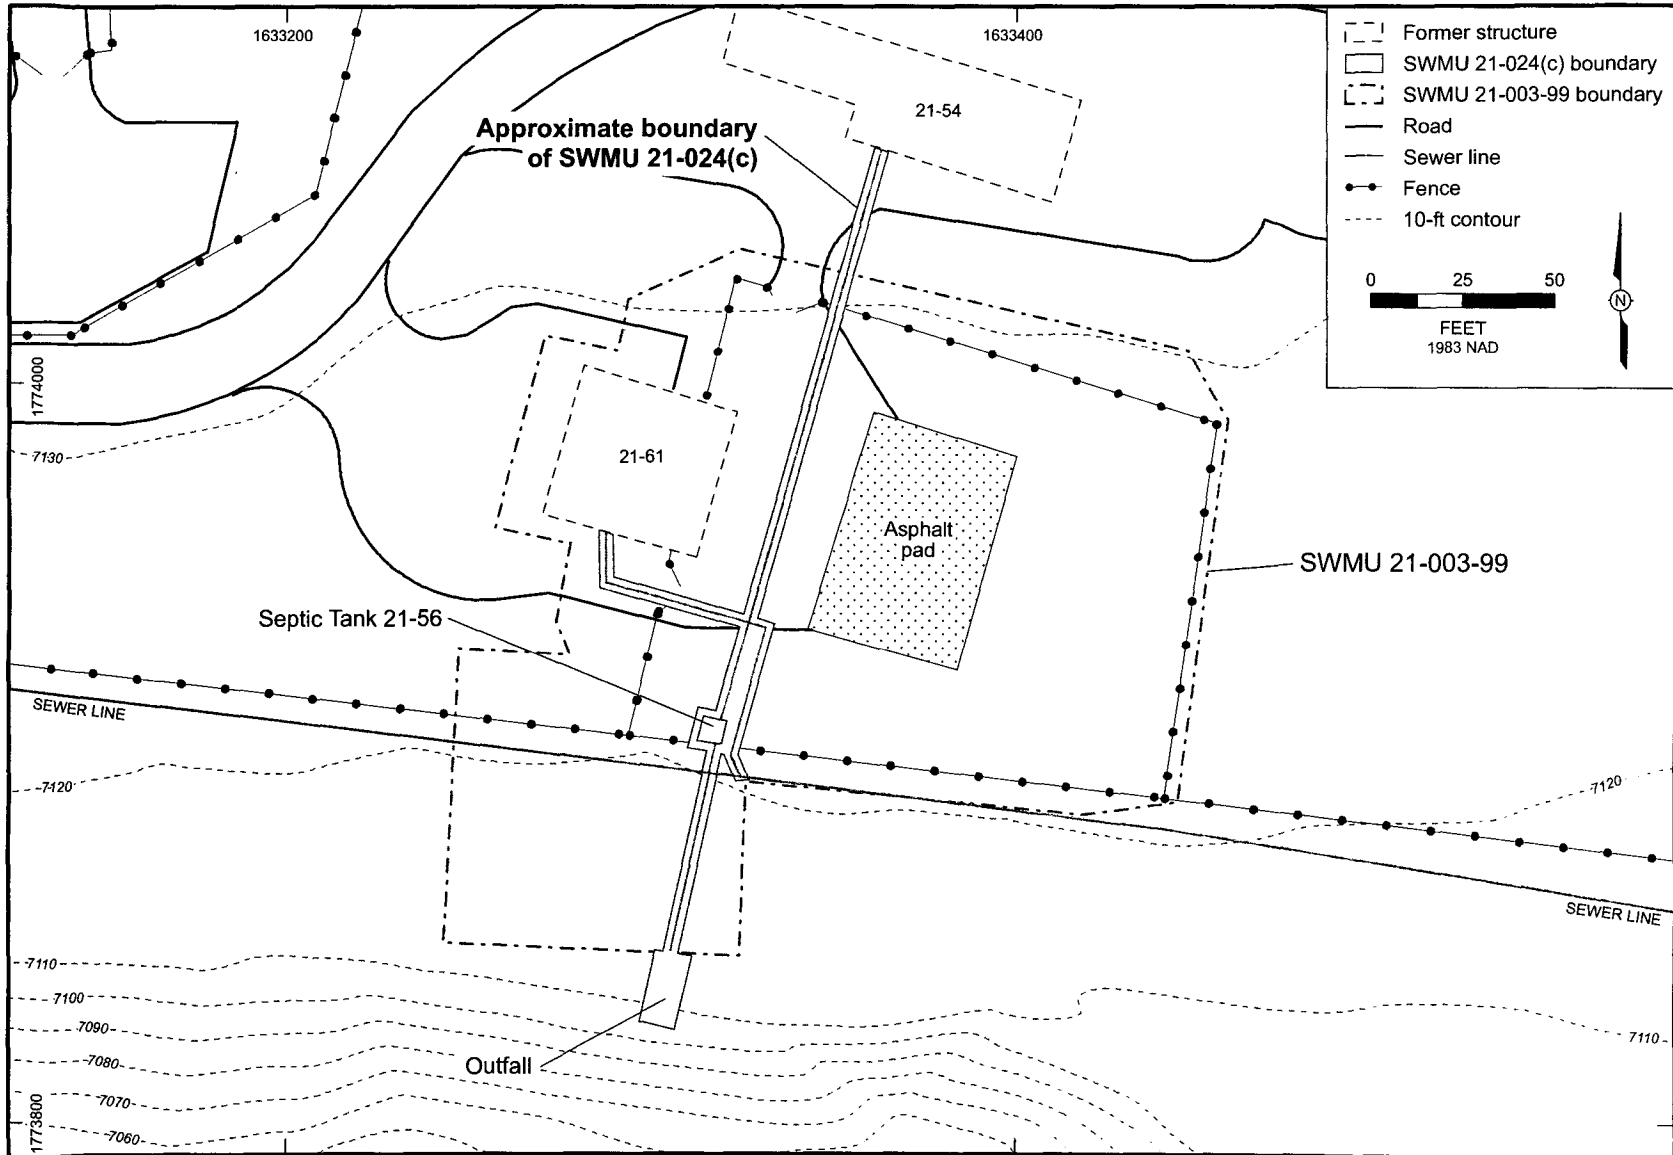 1633200
1633400
Former structure
SWMU 21-024(c) boundary
SWMU 21-003-99 boundary
Road
Sewer line
Fence
10-ft contour
0 25 50
FEET
1983 NAD
N
21-54
Approximate boundary
of SWMU 21-024(c)
1774000
7130
21-61
Asphalt
pad
SWMU 21-003-99
Septic Tank 21-56
SEWER LINE
7120
7120
SEWER LINE
7110
7100
7090
7080
7070
7060
7110
Outfall
1773800